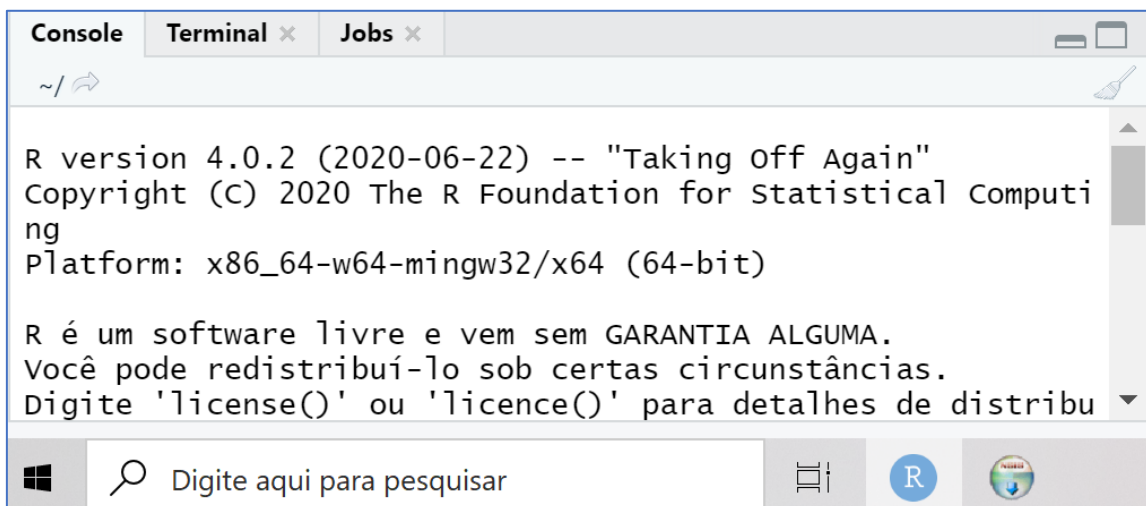 Console Terminal Jobs
~/
R version 4.0.2 (2020-06-22) -- "Taking Off Again"
Copyright (C) 2020 The R Foundation for Statistical Computi
ng
Platform: x86_64-w64-mingw32/x64 (64-bit)
R é um software livre e vem sem GARANTIA ALGUMA.
Você pode redistribuí-lo sob certas circunstâncias.
Digite 'license()' ou 'licence()' para detalhes de distribu
Digite aqui para pesquisar
R